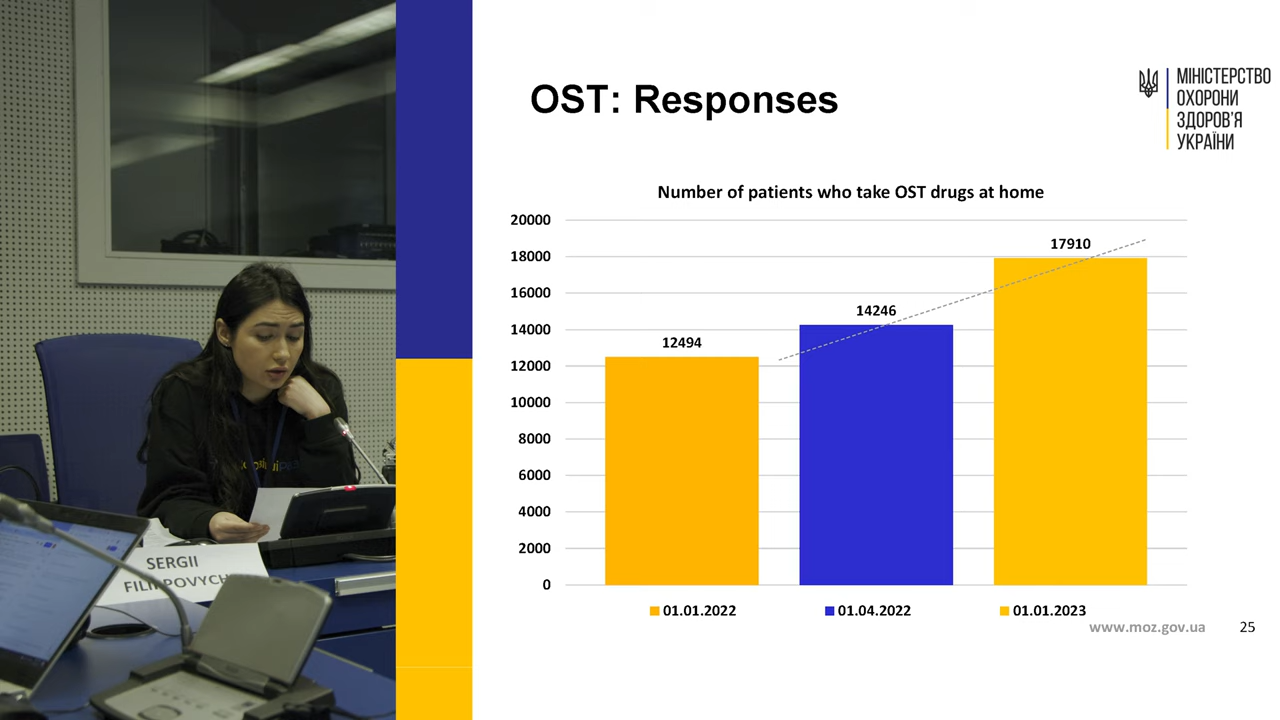 OST: Responses
МІНІСТЕРСТВО
ОХОРОНИ
ЗДОРОВ'Я
УКРАЇНИ
Number of patients who take OST drugs at home
20000
18000
16000
14000
12000
10000
8000
6000
4000
2000
0
12494
14246
17910
01.01.2022
01.04.2022
01.01.2023
www.moz.gov.ua
25
SERGII